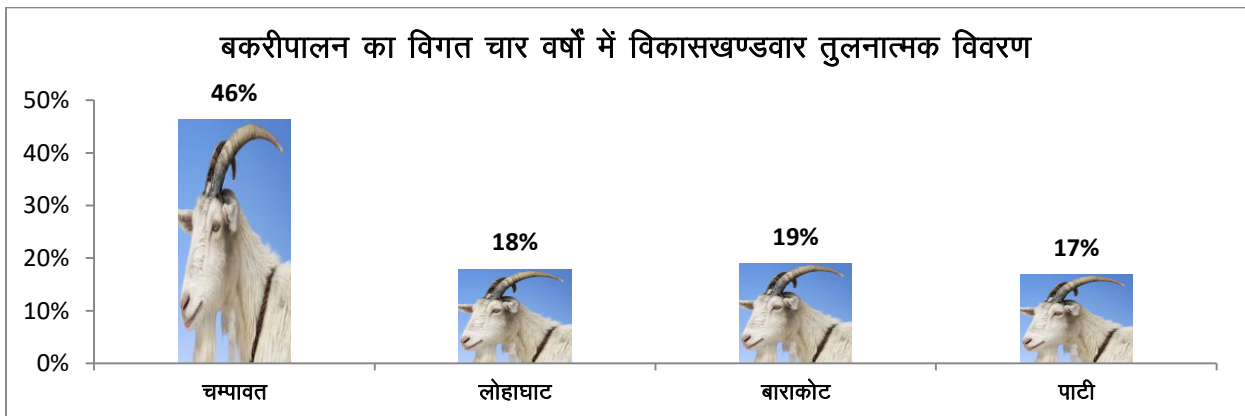 बकरीपालन का विगत चार वर्षों में विकासखण्डवार तुलनात्मक विवरण
50%
40%
30%
20%
10%
0%
46%
18%
19%
17%
चम्पावत
लोहाघाट
बाराकोट
पाटी